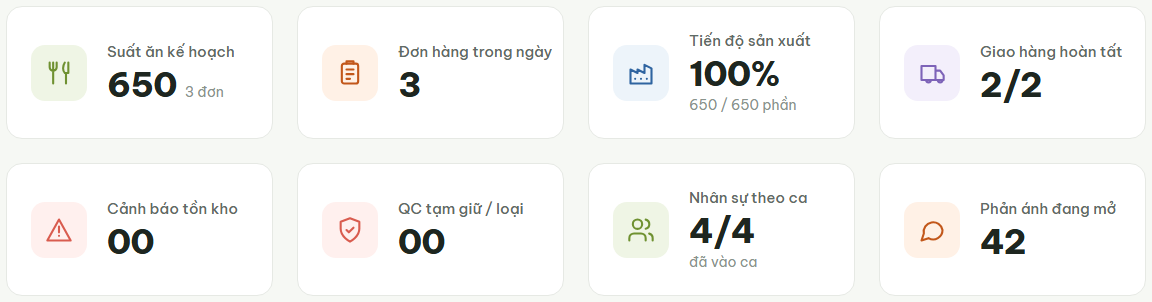 Suất ăn kế hoạch
650 3 đơn
Đơn hàng trong ngày
3
Tiến độ sản xuất
100%
650 / 650 phần
Giao hàng hoàn tất
2/2
Cảnh báo tồn kho
00
QC tạm giữ / loại
00
Nhân sự theo ca
4/4
đã vào ca
Phản ánh đang mở
42